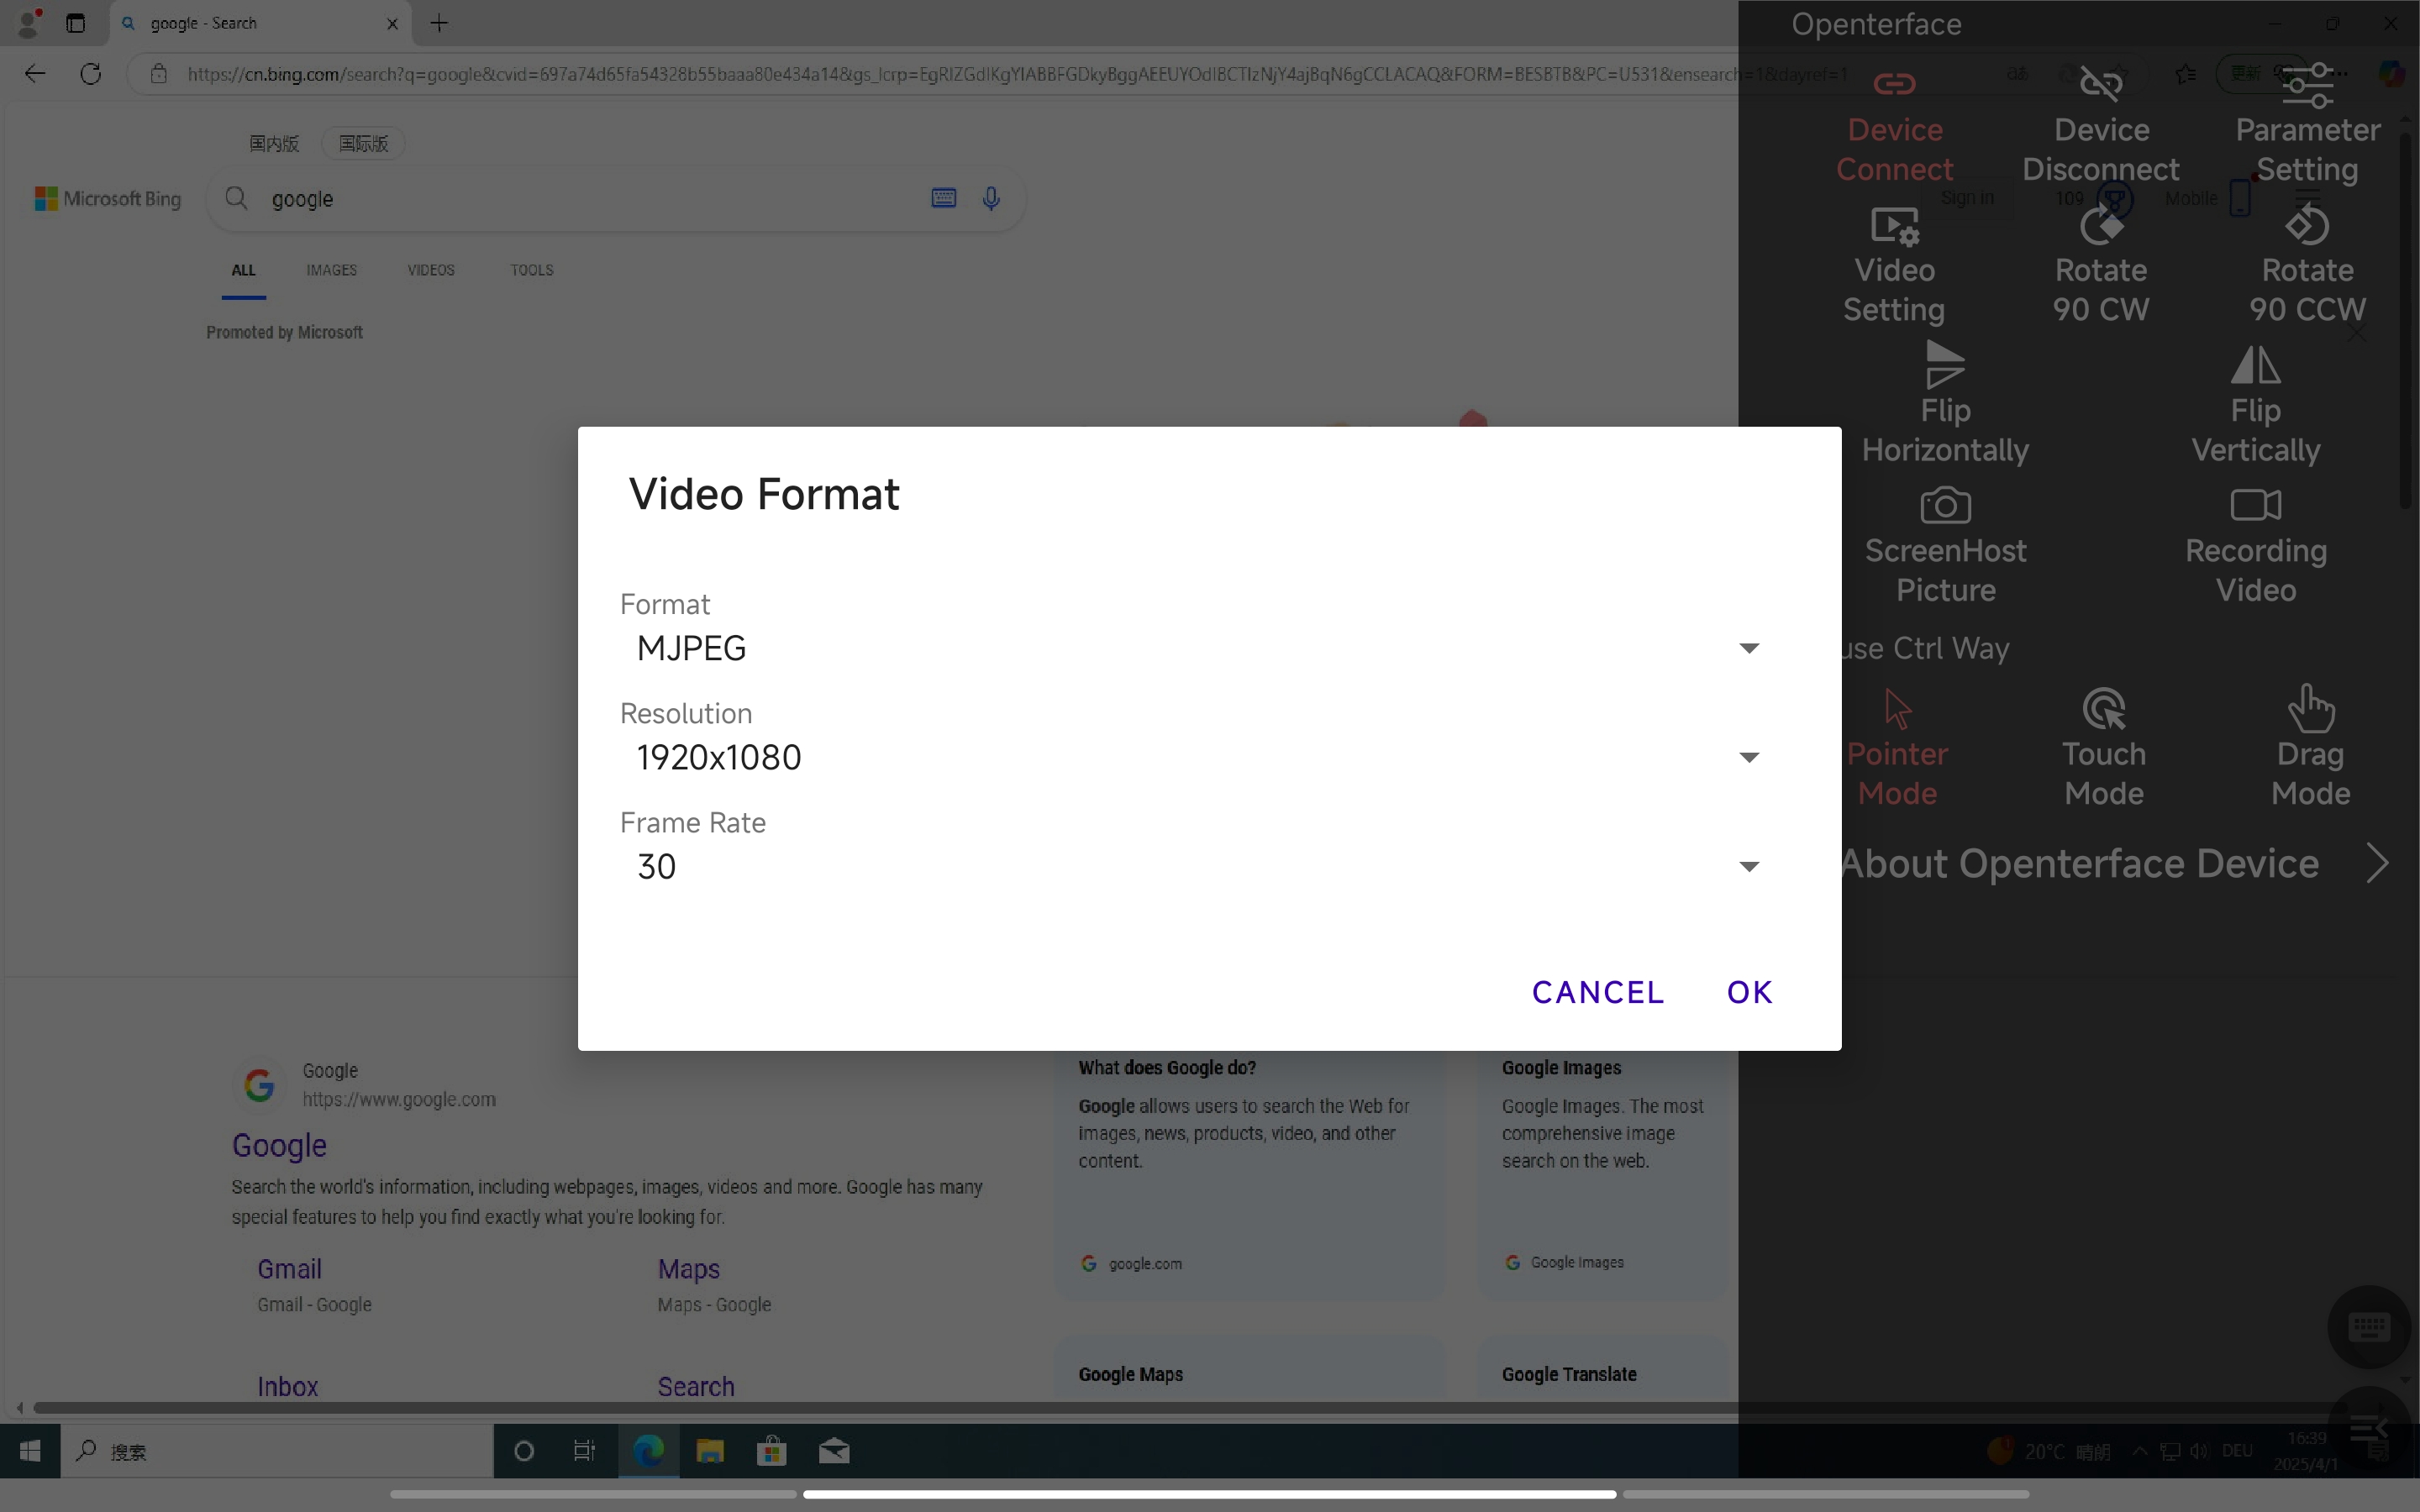 google - Search
https://cn.bing.com/search?q=google&cvid=697a74d65fa54328b55baaa80e434a14&gs_lcrp=EgRlZGdlKgYIABBFGDkyBggAEEUYOdIBCTIzNjY4ajBqN6gCCLACAQ&FORM=BESBTB&PC=U531&ensearch=1&dayref=1
更新
国内版 国际版
Microsoft Bing
google
Sign in 109 Mobile
ALL IMAGES VIDEOS TOOLS
Promoted by Microsoft
Openterface
Device Connect
Device Disconnect
Parameter Setting
Video Setting
Rotate 90 CW
Rotate 90 CCW
Flip Horizontally
Flip Vertically
ScreenHost Picture
Recording Video
use Ctrl Way
Pointer Mode
Touch Mode
Drag Mode
About Openterface Device
Video Format
Format
MJPEG
Resolution
1920x1080
Frame Rate
30
CANCEL OK
Google
https://www.google.com
Google
Search the world's information, including webpages, images, videos and more. Google has many
special features to help you find exactly what you're looking for.
Gmail
Gmail - Google
Maps
Maps - Google
Inbox
Search
What does Google do?
Google allows users to search the Web for
images, news, products, video, and other
content.
google.com
Google Images
Google Images. The most
comprehensive image
search on the web.
Google Images
Google Maps
Google Translate
搜索
20°C 晴朗
DEU
16:39
2025/4/1